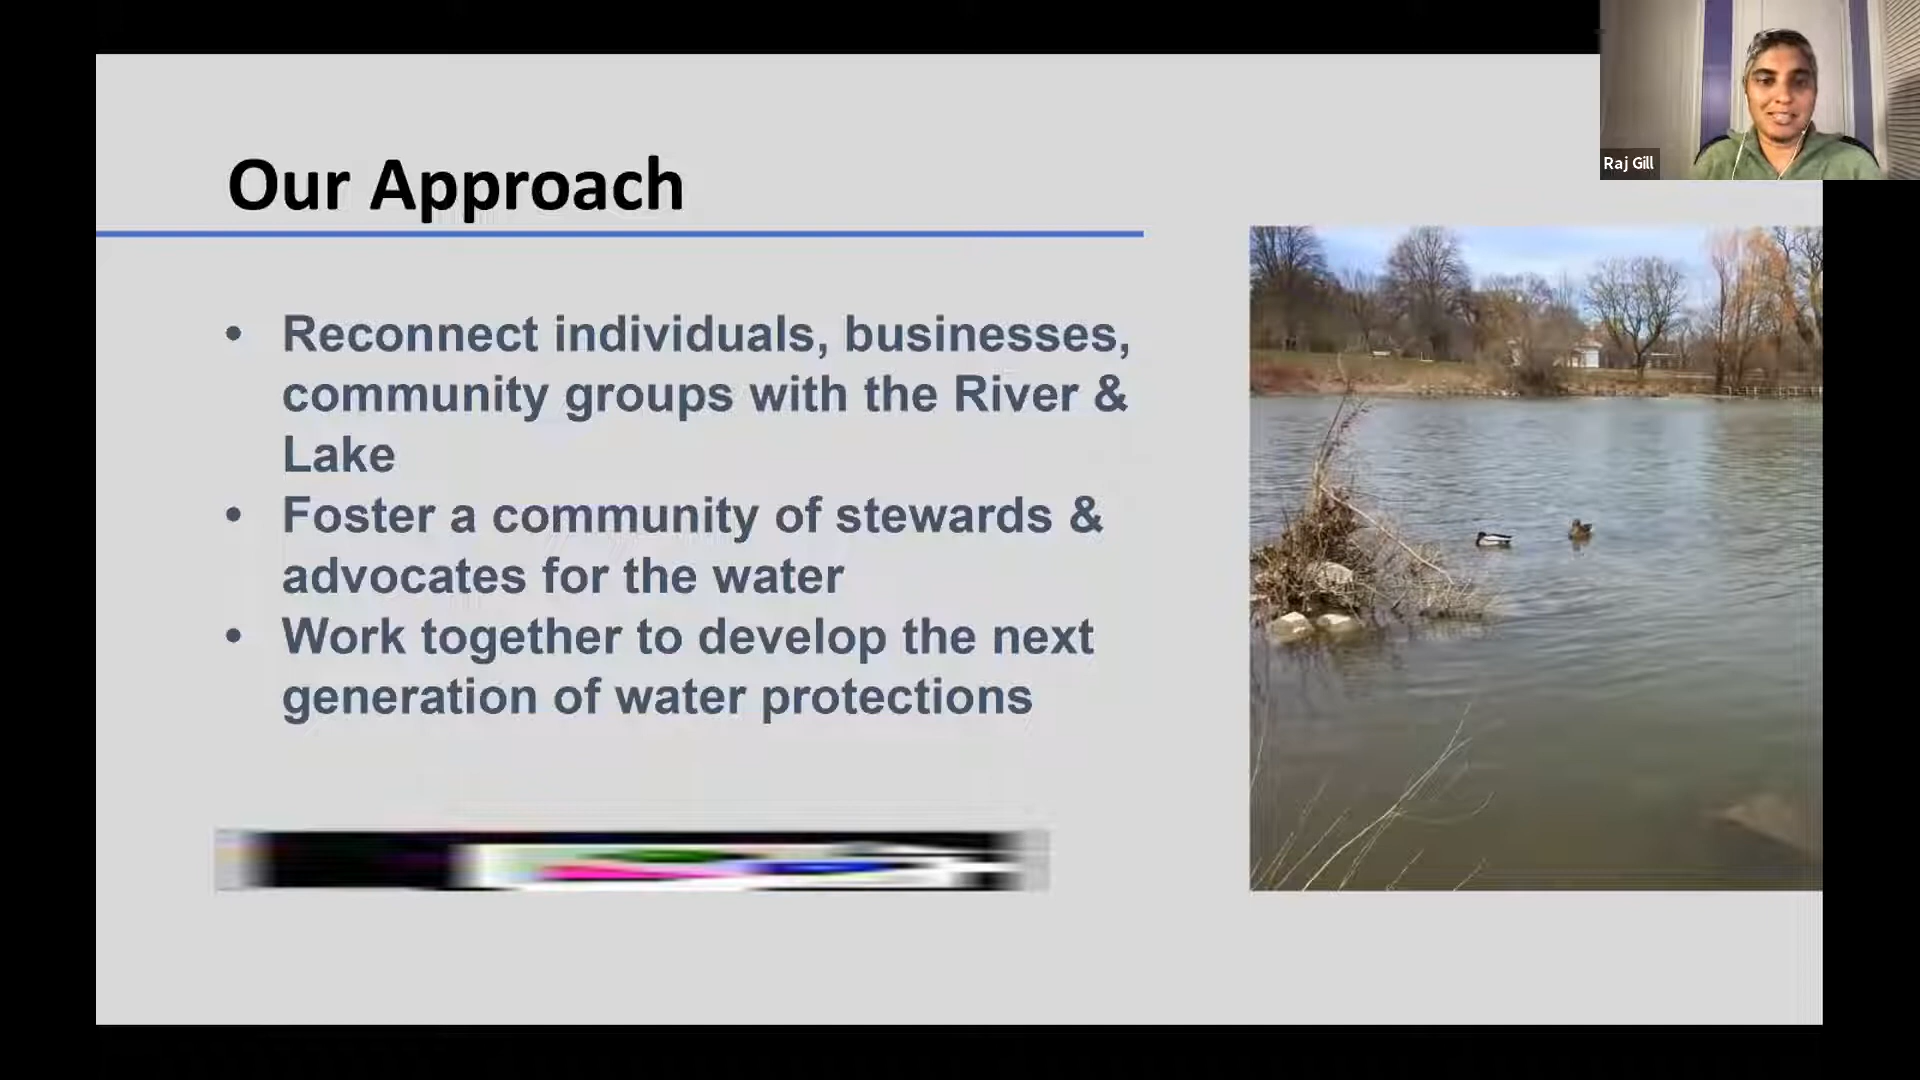 Raj Gill
Our Approach
• Reconnect individuals, businesses,
community groups with the River &
Lake
• Foster a community of stewards &
advocates for the water
• Work together to develop the next
generation of water protections